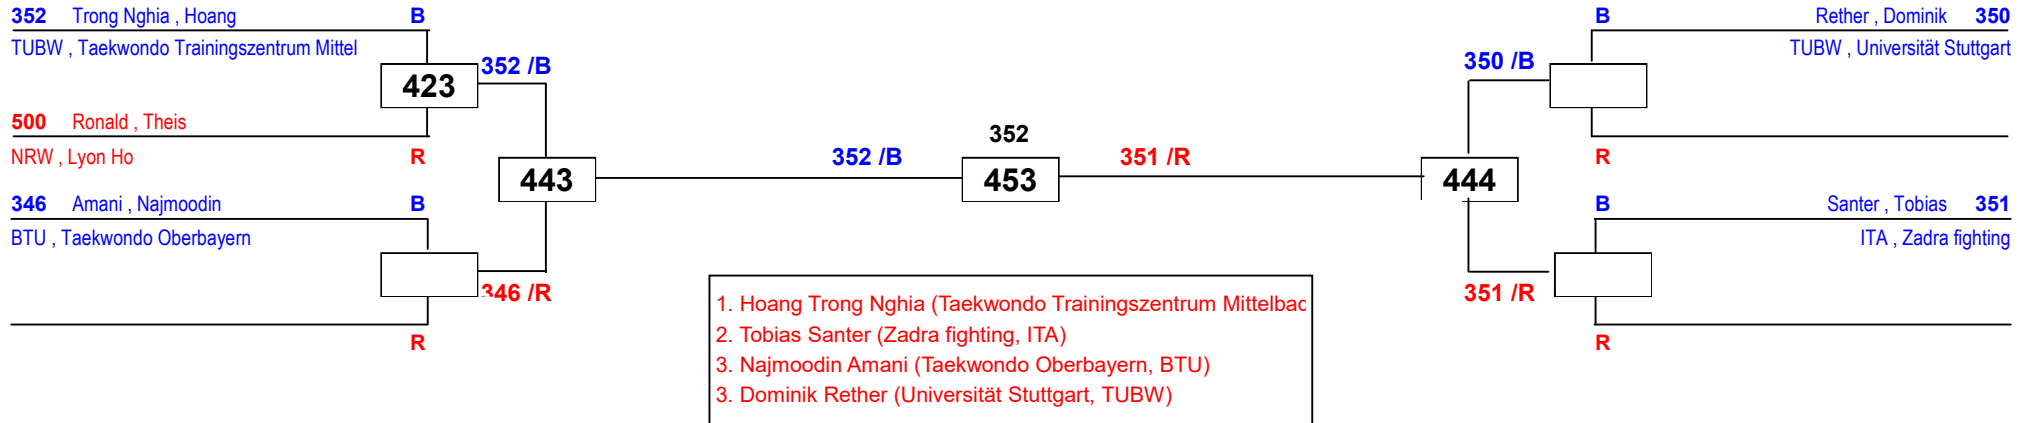 352 Trong Nghia , Hoang B
TUBW , Taekwondo Trainingszentrum Mittel
423
352 /B
500 Ronald , Theis
NRW , Lyon Ho R
443
346 Amani , Najmoodin B
BTU , Taekwondo Oberbayern
346 /R
R
352 /B
352
453
351 /R
B Rether , Dominik 350
TUBW , Universität Stuttgart
350 /B
R
444
B Santer , Tobias 351
ITA , Zadra fighting
351 /R
R
1. Hoang Trong Nghia (Taekwondo Trainingszentrum Mittelbac
2. Tobias Santer (Zadra fighting, ITA)
3. Najmoodin Amani (Taekwondo Oberbayern, BTU)
3. Dominik Rether (Universität Stuttgart, TUBW)